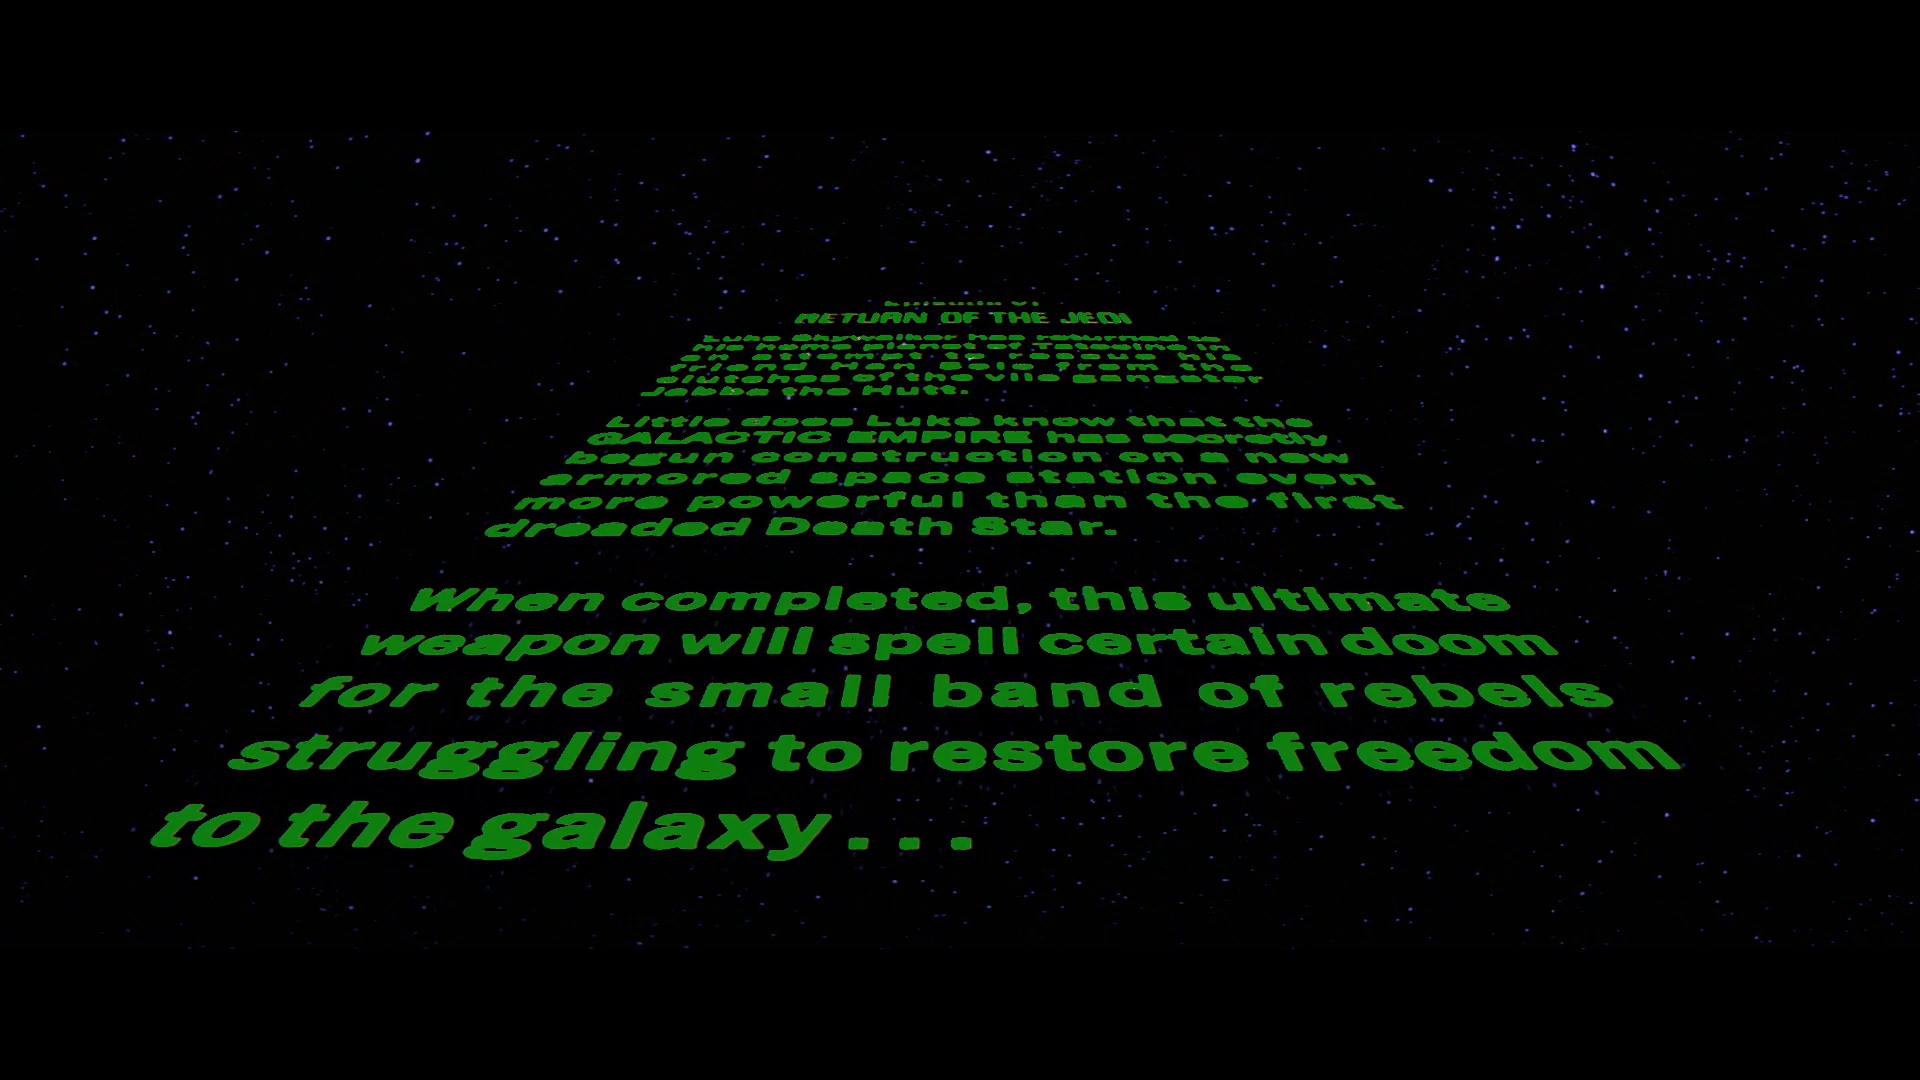 Episode VI
RETURN OF THE JEDI
Luke Skywalker has returned to
his home planet of Tatooine in
an attempt to rescue his
friend Han Solo from the
clutches of the vile gangster
Jabba the Hutt.
Little does Luke know that the
GALACTIC EMPIRE has secretly
begun construction on a new
armored space station even
more powerful than the first
dreaded Death Star.
When completed, this ultimate
weapon will spell certain doom
for the small band of rebels
struggling to restore freedom
to the galaxy . . .